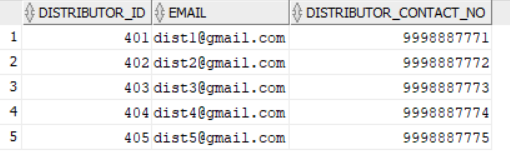 DISTRIBUTOR_ID EMAIL DISTRIBUTOR_CONTACT_NO
1 401 dist1@gmail.com 9998887771
2 402 dist2@gmail.com 9998887772
3 403 dist3@gmail.com 9998887773
4 404 dist4@gmail.com 9998887774
5 405 dist5@gmail.com 9998887775